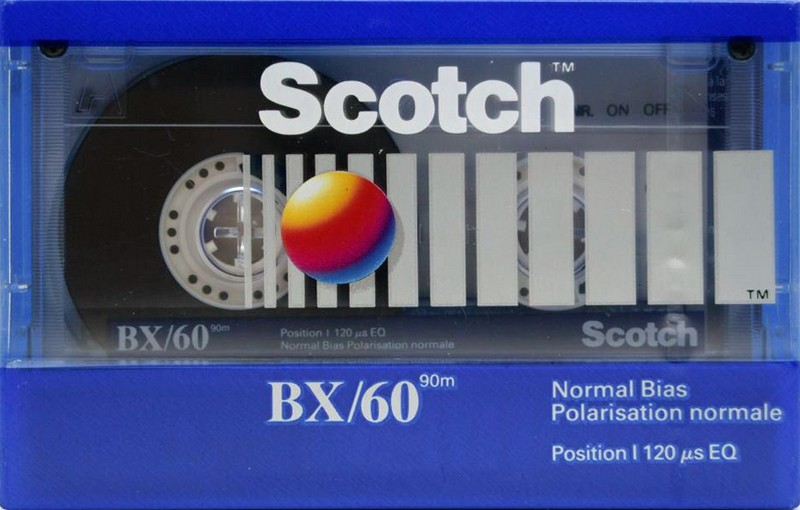 Scotch™
NR. ON OFF
TM
BX/60 90m
Position I 120 µs EQ
Normal Bias Polarisation normale
Scotch
BX/60 90m
Normal Bias
Polarisation normale
Position I 120 µs EQ